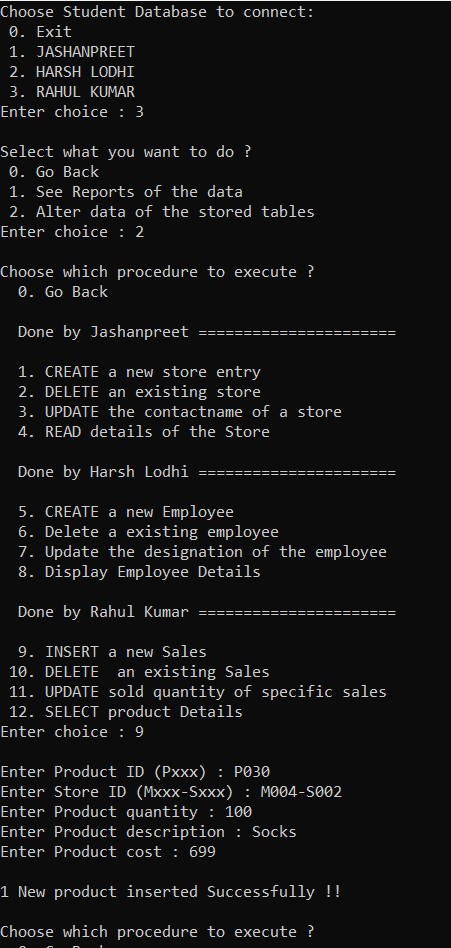 Choose Student Database to connect:
 0. Exit
 1. JASHANPREET
 2. HARSH LODHI
 3. RAHUL KUMAR
Enter choice : 3

Select what you want to do ?
 0. Go Back
 1. See Reports of the data
 2. Alter data of the stored tables
Enter choice : 2

Choose which procedure to execute ?
  0. Go Back

  Done by Jashanpreet ======================

  1. CREATE a new store entry
  2. DELETE an existing store
  3. UPDATE the contactname of a store
  4. READ details of the Store

  Done by Harsh Lodhi ======================

  5. CREATE a new Employee
  6. Delete a existing employee
  7. Update the designation of the employee
  8. Display Employee Details

  Done by Rahul Kumar ======================

  9. INSERT a new Sales
 10. DELETE  an existing Sales
 11. UPDATE sold quantity of specific sales
 12. SELECT product Details
Enter choice : 9

Enter Product ID (Pxxx) : P030
Enter Store ID (Mxxx-Sxxx) : M004-S002
Enter Product quantity : 100
Enter Product description : Socks
Enter Product cost : 699

1 New product inserted Successfully !!

Choose which procedure to execute ?